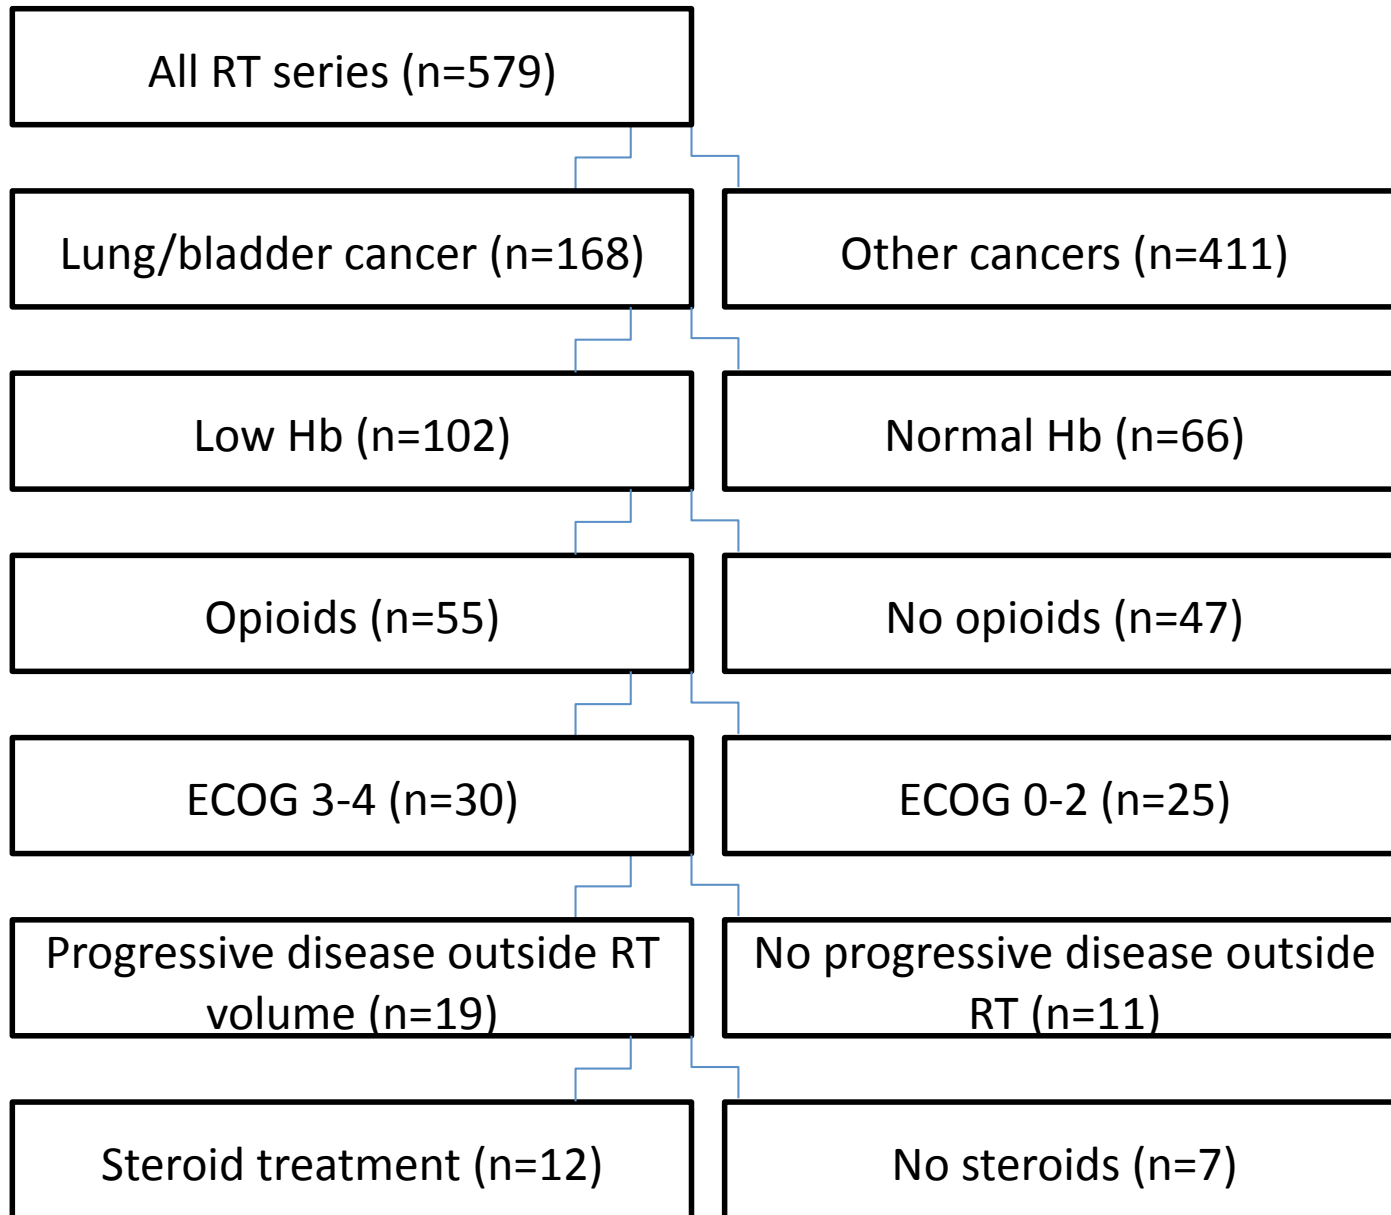 All RT series (n=579)
Lung/bladder cancer (n=168)
Other cancers (n=411)
Low Hb (n=102)
Normal Hb (n=66)
Opioids (n=55)
No opioids (n=47)
ECOG 3-4 (n=30)
ECOG 0-2 (n=25)
Progressive disease outside RT
volume (n=19)
No progressive disease outside
RT (n=11)
Steroid treatment (n=12)
No steroids (n=7)